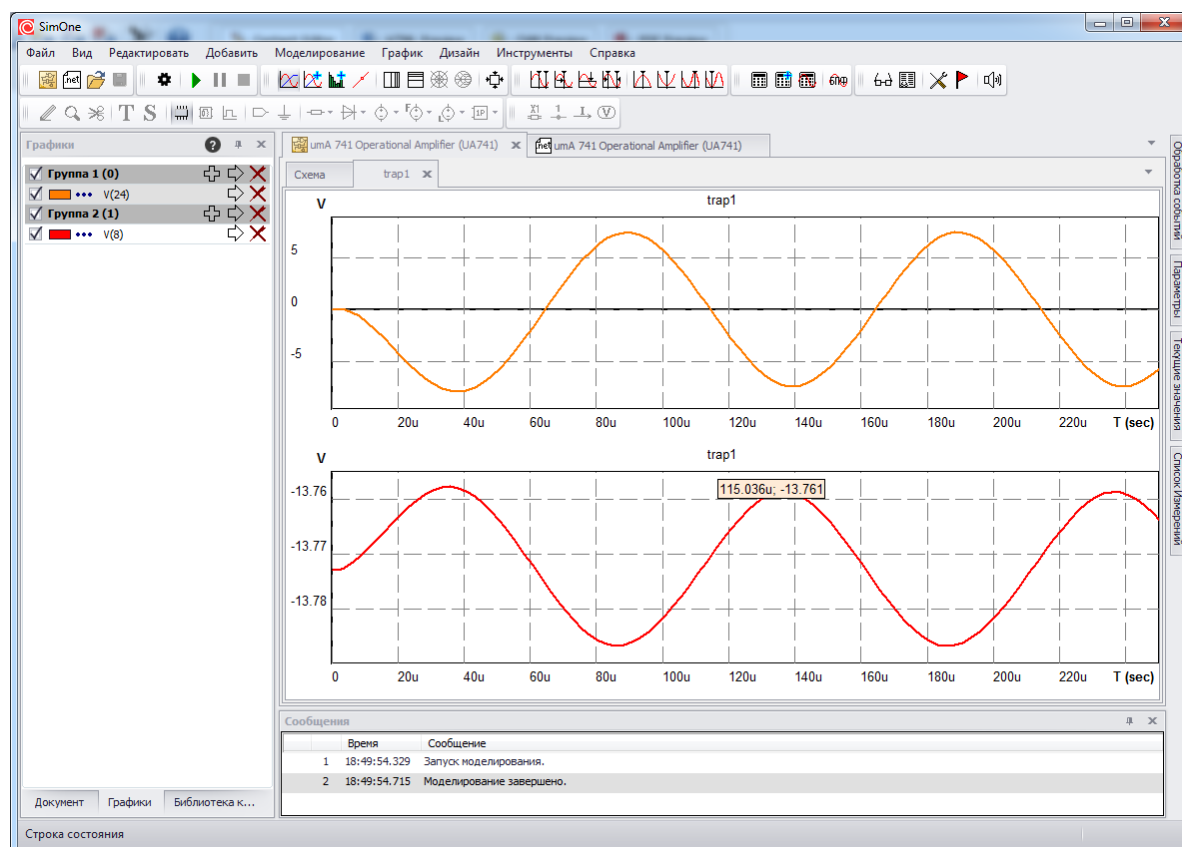 SimOne
Файл Вид Редактировать Добавить Моделирование График Дизайн Инструменты Справка
Графики
umA 741 Operational Amplifier (UA741) umA 741 Operational Amplifier (UA741)
Схема trap1
Группа 1 (0)
V(24)
Группа 2 (1)
V(8)
V trap1
5
0
-5
0 20u 40u 60u 80u 100u 120u 140u 160u 180u 200u 220u T (sec)
V trap1
115.036u; -13.761
-13.76
-13.77
-13.78
0 20u 40u 60u 80u 100u 120u 140u 160u 180u 200u 220u T (sec)
Обработка событий
Параметры
Текущие значения
Список Измерений
Сообщения
Время Сообщение
1 18:49:54.329 Запуск моделирования.
2 18:49:54.715 Моделирование завершено.
Документ Графики Библиотека к...
Строка состояния